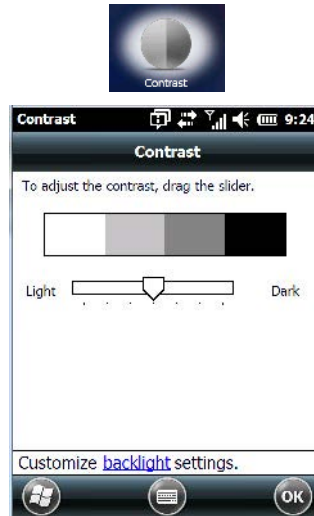 Contrast
Contrast 9:24
Contrast
To adjust the contrast, drag the slider.
Light Dark
Customize backlight settings.
OK